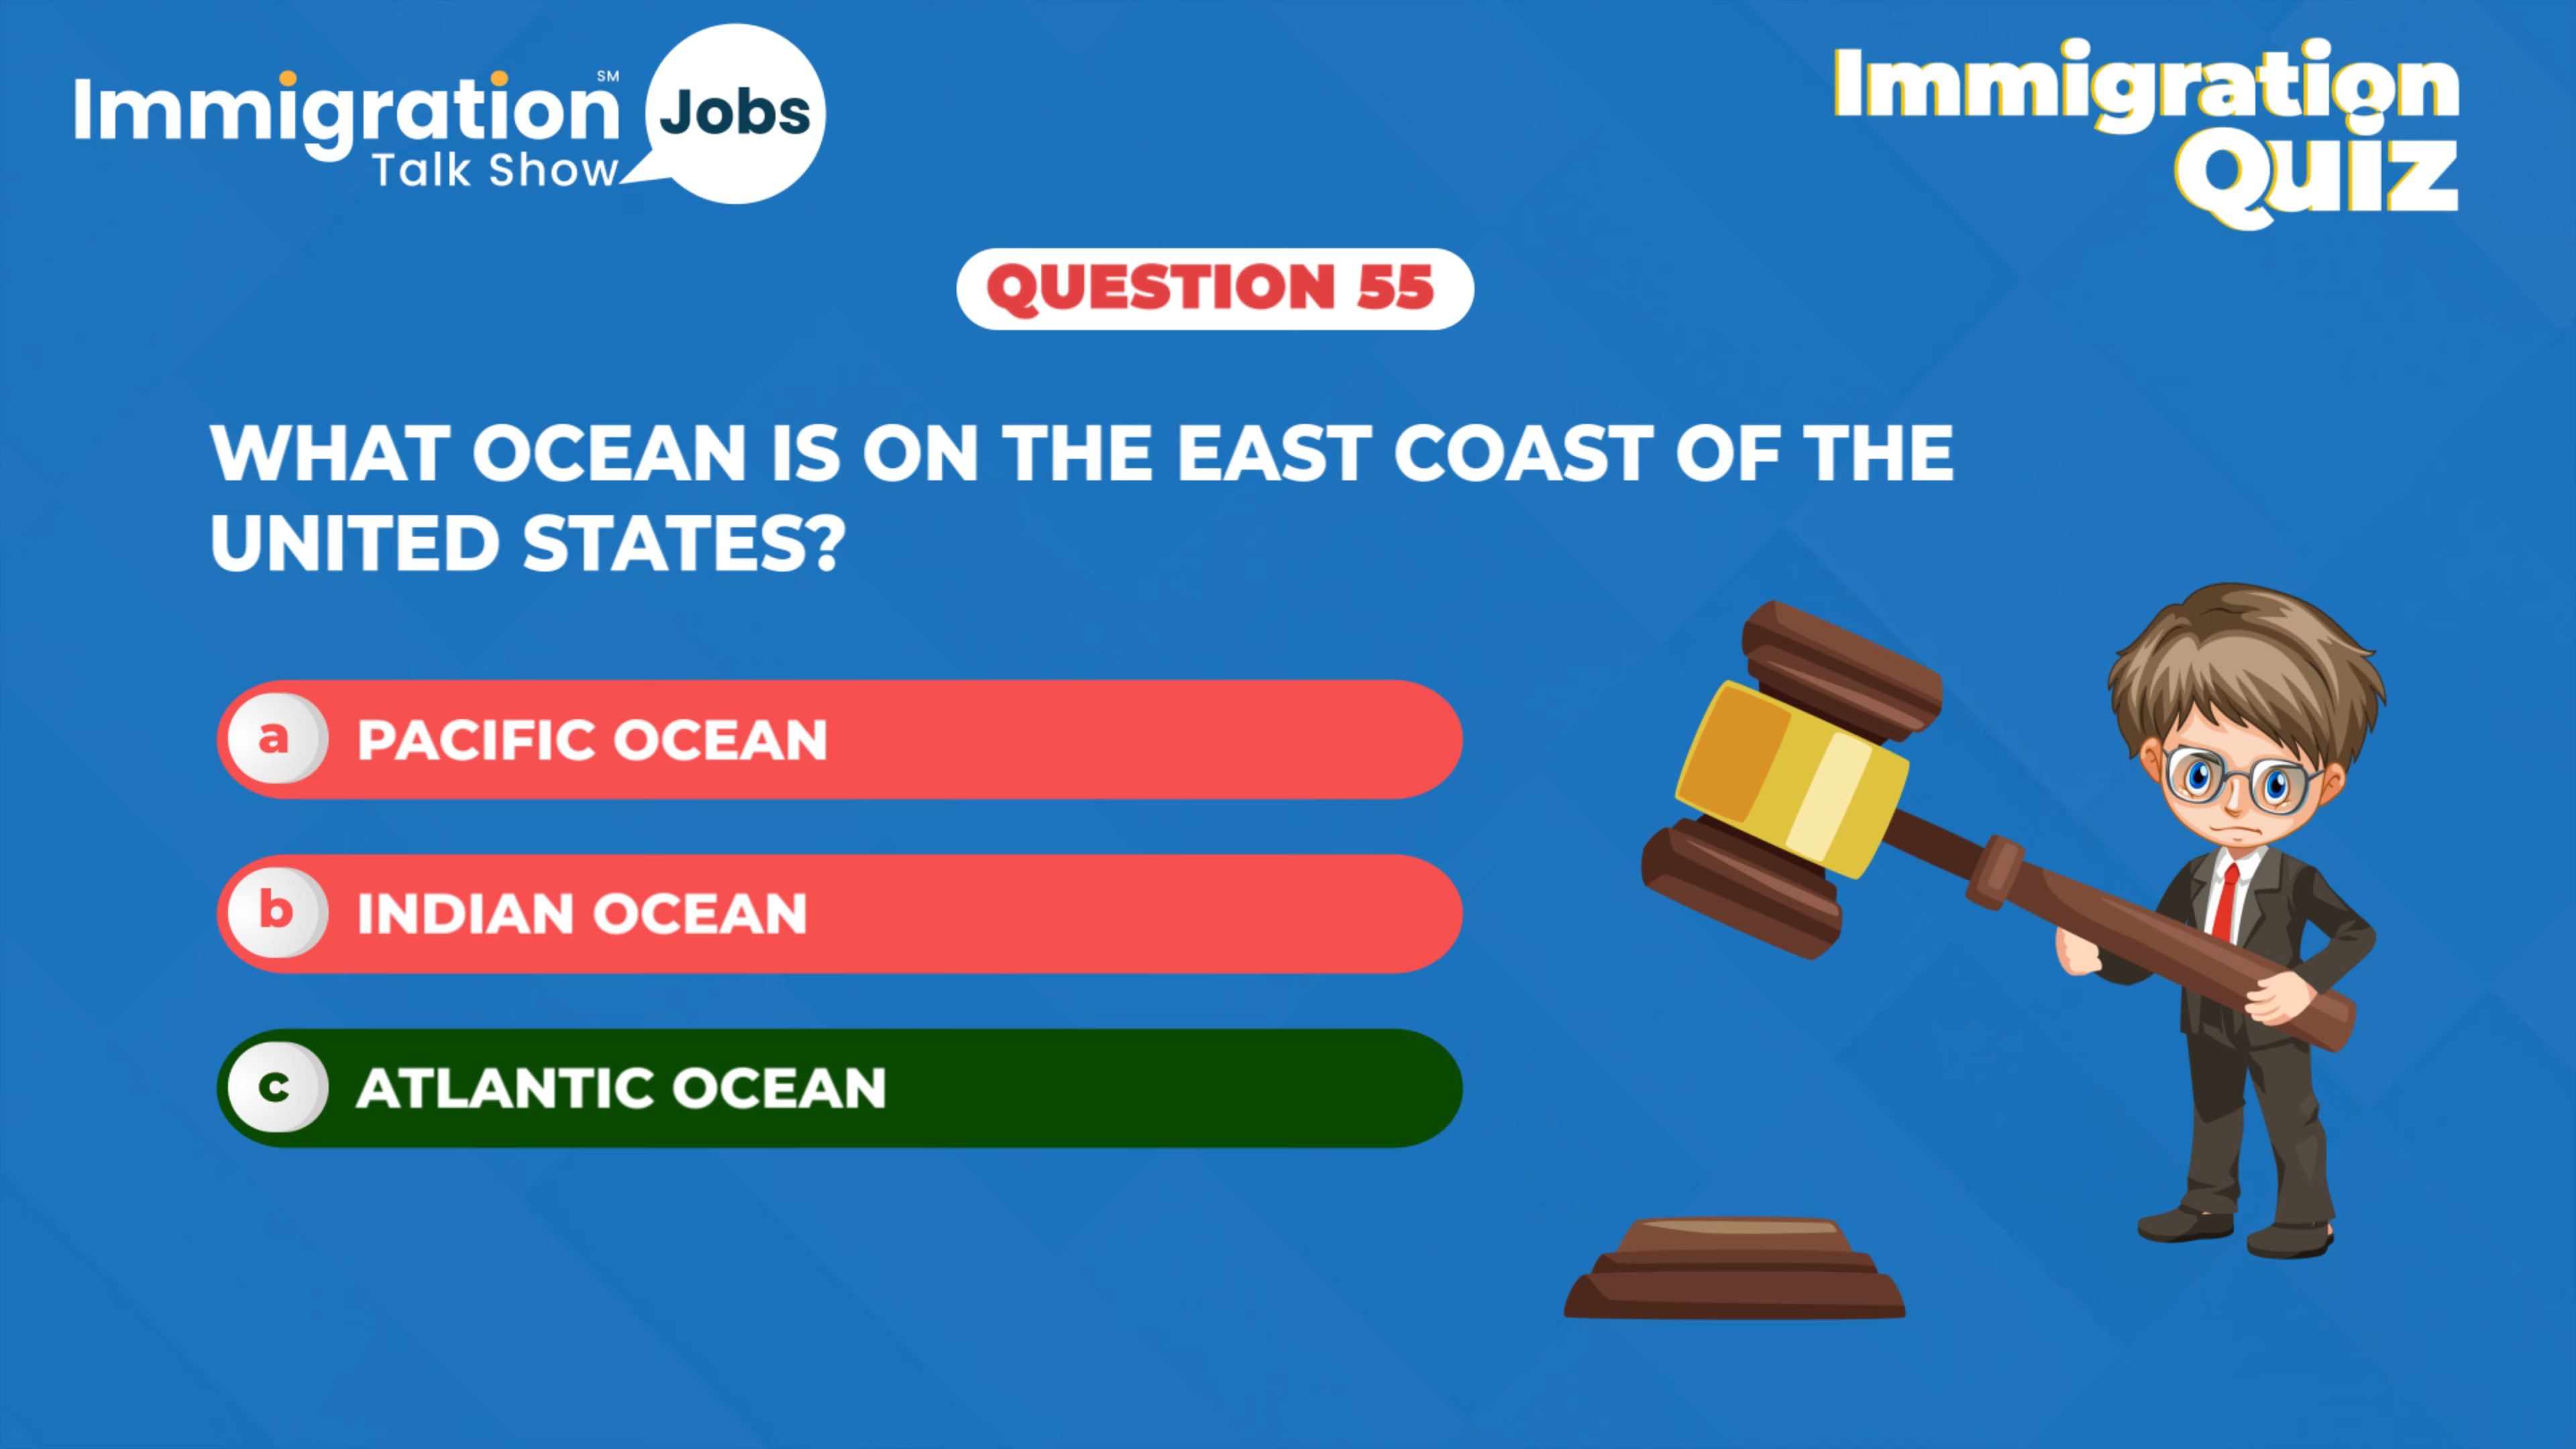 Immigration SM
Talk Show
Jobs
Immigration
Quiz
QUESTION 55
WHAT OCEAN IS ON THE EAST COAST OF THE
UNITED STATES?
a PACIFIC OCEAN
b INDIAN OCEAN
c ATLANTIC OCEAN